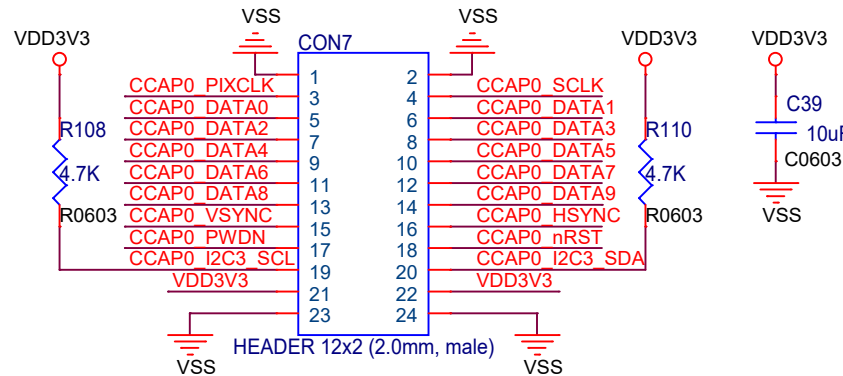 VSS VSS
VDD3V3 CON7 VDD3V3 VDD3V3
1 2
CCAP0_PIXCLK 3 4 CCAP0_SCLK
CCAP0_DATA0 5 6 CCAP0_DATA1
R108 CCAP0_DATA2 7 8 CCAP0_DATA3 R110 C39
CCAP0_DATA4 9 10 CCAP0_DATA5 10uF
4.7K CCAP0_DATA6 11 12 CCAP0_DATA7 4.7K C0603
CCAP0_DATA8 13 14 CCAP0_DATA9
R0603 CCAP0_VSYNC 15 16 CCAP0_HSYNC R0603 VSS
CCAP0_PWDN 17 18 CCAP0_nRST
CCAP0_I2C3_SCL 19 20 CCAP0_I2C3_SDA
VDD3V3 21 22 VDD3V3
23 24
HEADER 12x2 (2.0mm, male)
VSS VSS